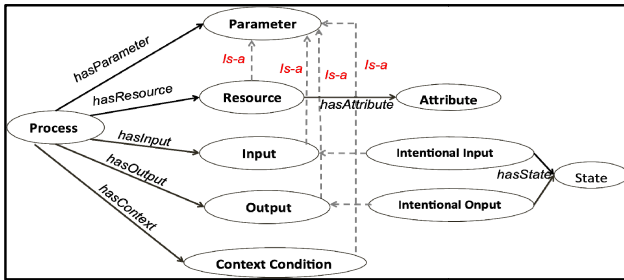 Parameter
hasParameter
Is-a
Is-a
Is-a
Is-a
hasResource
Resource
hasAttribute
Attribute
Process
hasInput
Input
Intentional Input
hasState
State
hasOutput
Output
Intentional Onput
hasContext
Context Condition